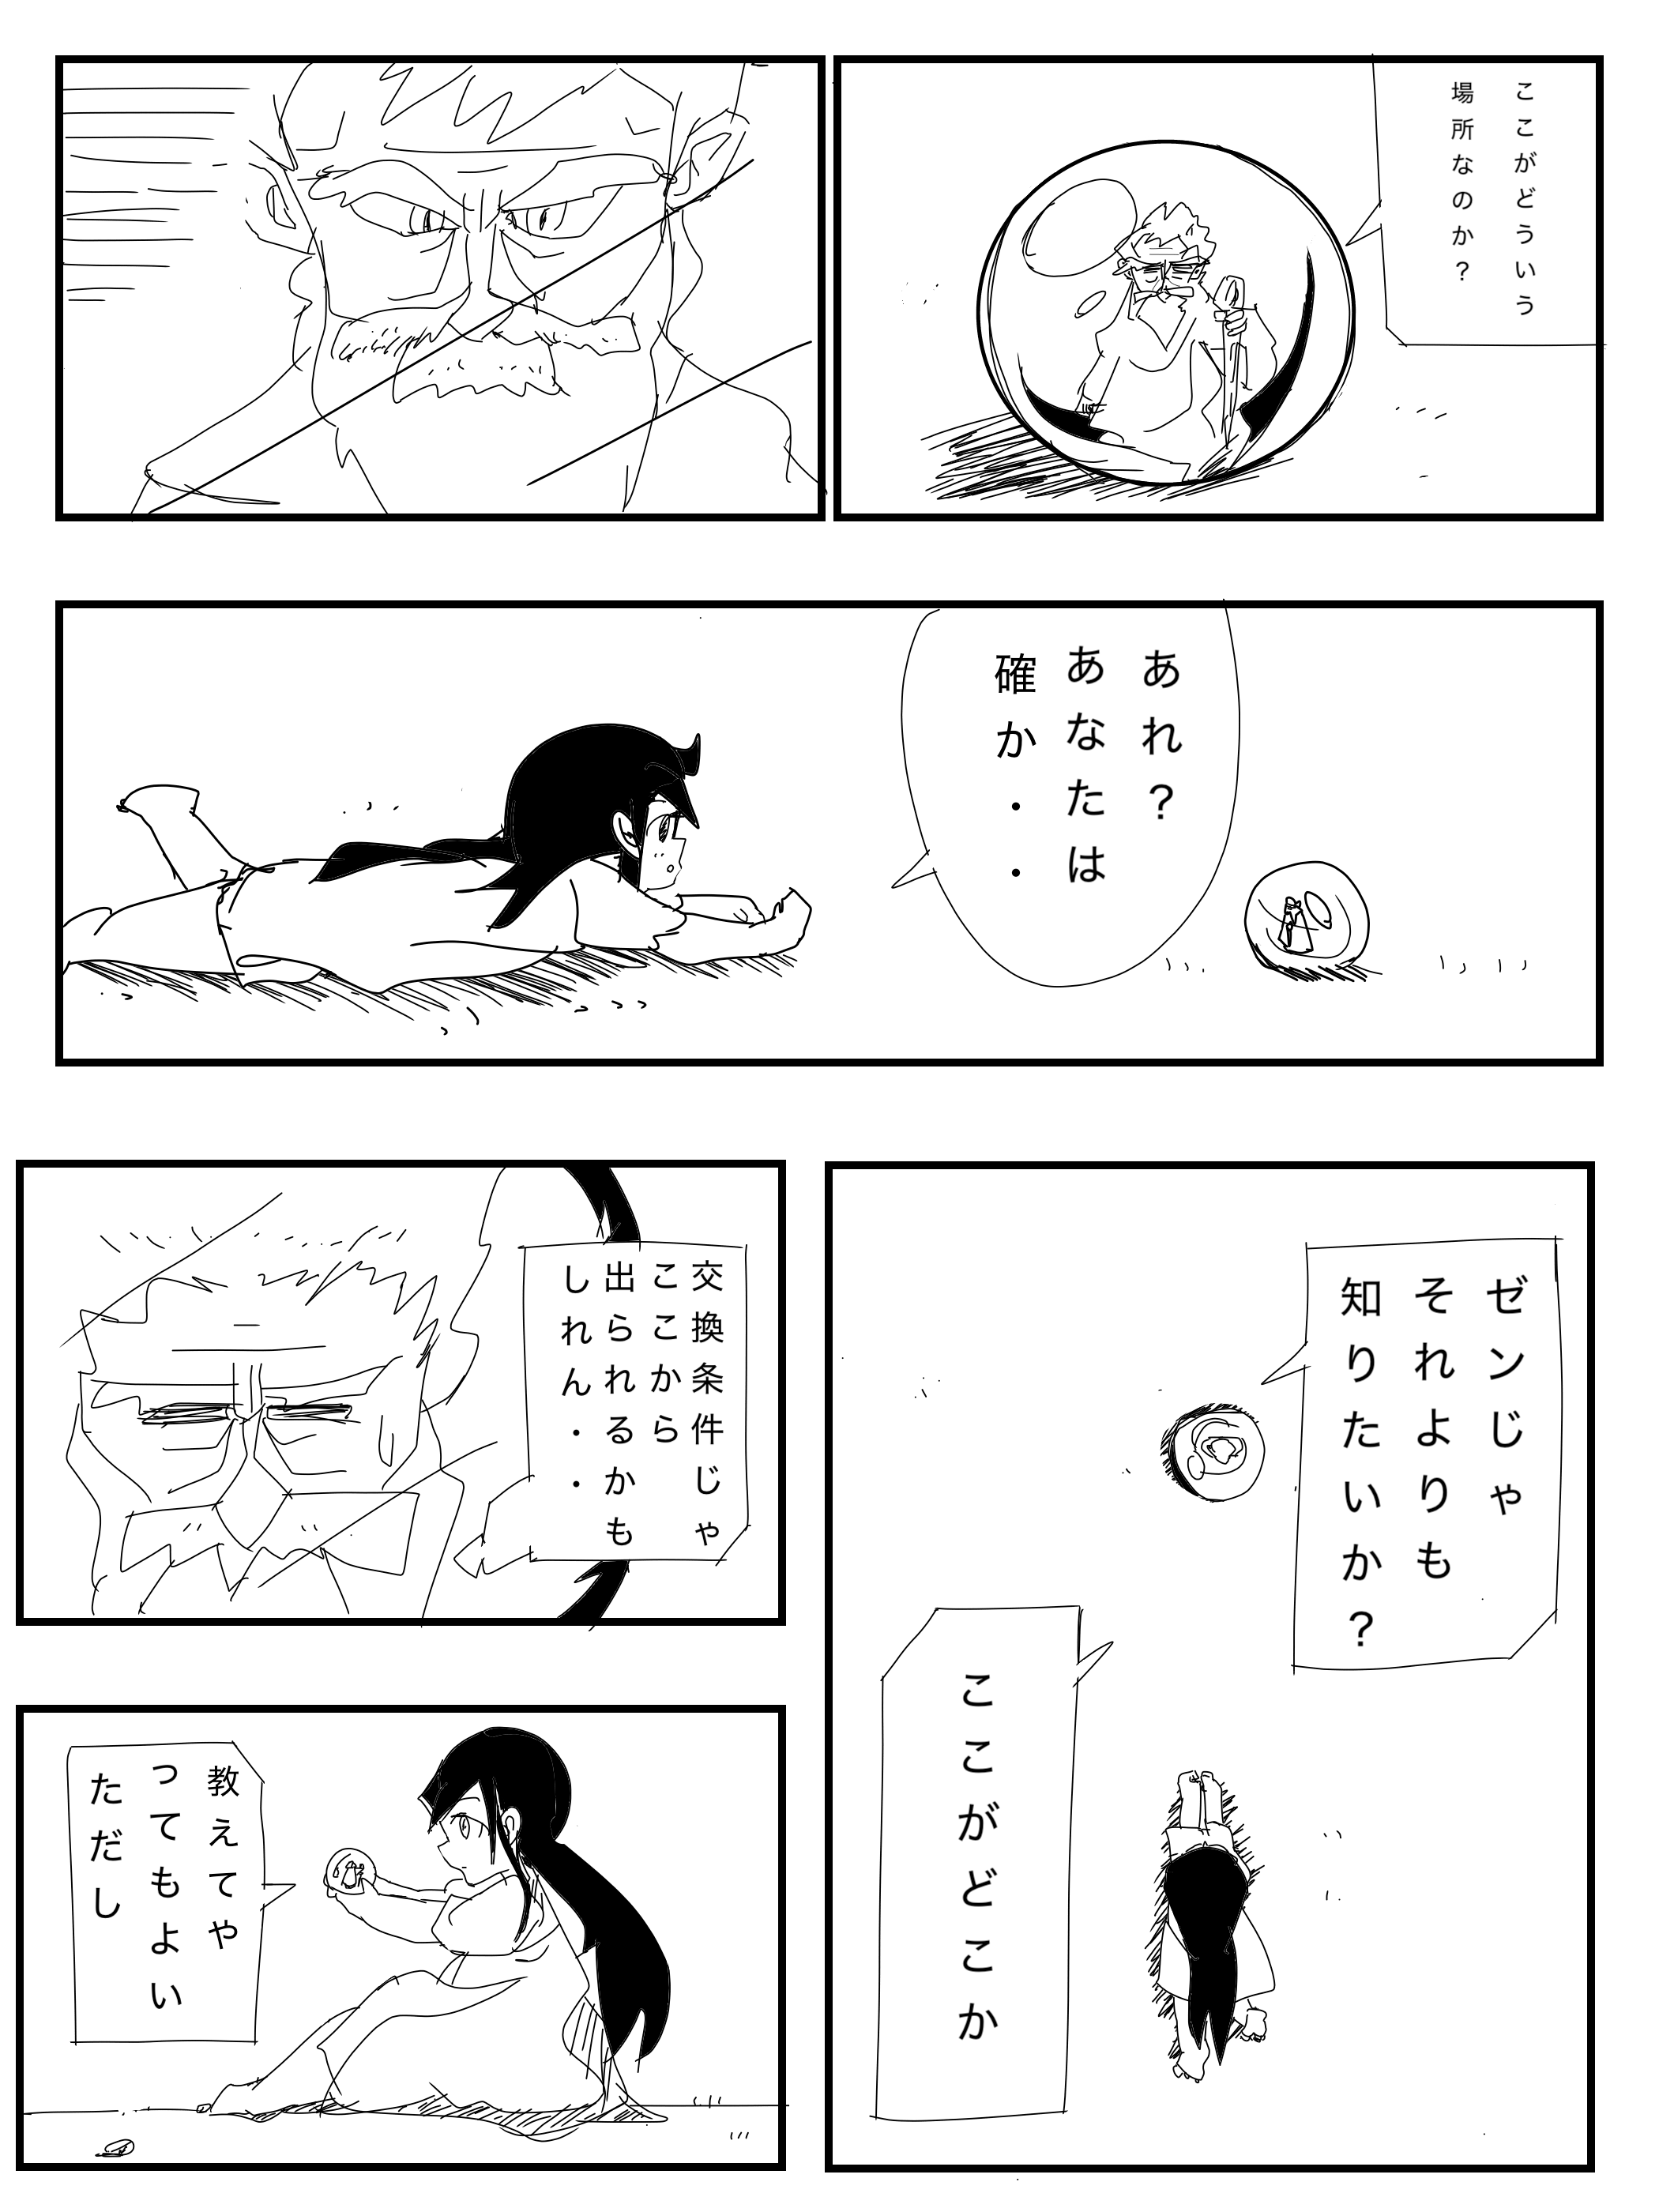 ここがどういう
場所なのか？
あれ？
あなたは
確か・・
ゼンじゃ
それよりも
知りたいか？
ここがどこか
交換条件じゃ
ここから
出られるかも
しれん・・
教えてや
ってもよい
ただし